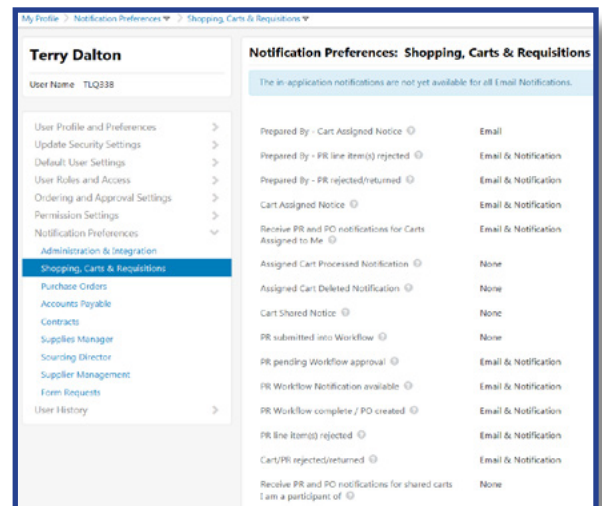 My Profile > Notification Preferences > Shopping, Carts & Requisitions
Terry Dalton
User Name TLQ338
User Profile and Preferences
Update Security Settings
Default User Settings
User Roles and Access
Ordering and Approval Settings
Permission Settings
Notification Preferences
Administration & Integration
Shopping, Carts & Requisitions
Purchase Orders
Accounts Payable
Contracts
Supplies Manager
Sourcing Director
Supplier Management
Form Requests
User History
Notification Preferences: Shopping, Carts & Requisitions
The in-application notifications are not yet available for all Email Notifications.
Prepared By - Cart Assigned Notice Email
Prepared By - PR line item(s) rejected Email & Notification
Prepared By - PR rejected/returned Email & Notification
Cart Assigned Notice Email & Notification
Receive PR and PO notifications for Carts Email & Notification
Assigned to Me
Assigned Cart Processed Notification None
Assigned Cart Deleted Notification None
Cart Shared Notice None
PR submitted into Workflow None
PR pending Workflow approval Email & Notification
PR Workflow Notification available Email & Notification
PR Workflow complete / PO created Email & Notification
PR line item(s) rejected Email & Notification
Cart/PR rejected/returned Email & Notification
Receive PR and PO notifications for shared carts None
I am a participant of